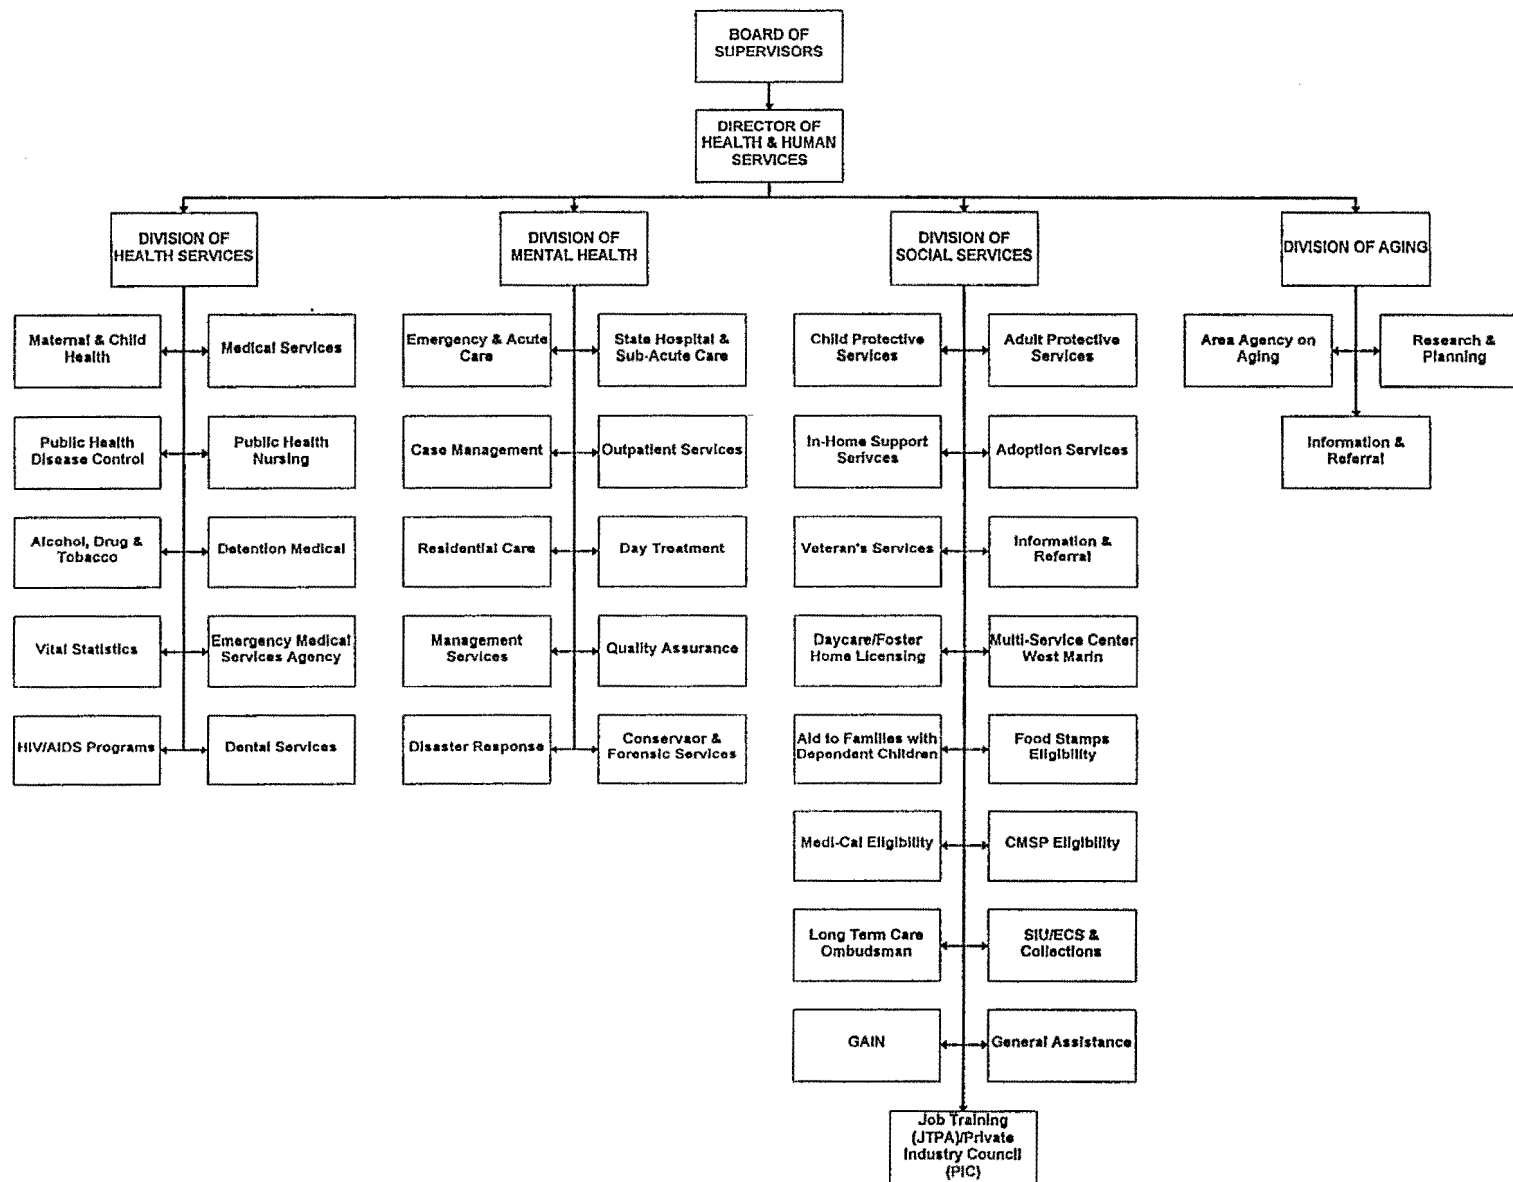 BOARD OF
SUPERVISORS
DIRECTOR OF
HEALTH & HUMAN
SERVICES
DIVISION OF
HEALTH SERVICES
DIVISION OF
MENTAL HEALTH
DIVISION OF
SOCIAL SERVICES
DIVISION OF AGING
Maternal & Child
Health
Medical Services
Public Health
Disease Control
Public Health
Nursing
Alcohol, Drug &
Tobacco
Detention Medical
Vital Statistics
Emergency Medical
Services Agency
HIV/AIDS Programs
Dental Services
Emergency & Acute
Care
State Hospital &
Sub-Acute Care
Case Management
Outpatient Services
Residential Care
Day Treatment
Management
Services
Quality Assurance
Disaster Response
Conservaor &
Forensic Services
Child Protective
Services
Adult Protective
Services
In-Home Support
Serivces
Adoption Services
Veteran's Services
Information &
Referral
Daycare/Foster
Home Licensing
Multi-Service Center
West Marin
Aid to Families with
Dependent Children
Food Stamps
Eligibility
Medi-Cal Eligibility
CMSP Eligibility
Long Term Care
Ombudsman
SIU/ECS &
Collections
GAIN
General Assistance
Job Training
(JTPA)/Private
Industry Council
(PIC)
Area Agency on
Aging
Research &
Planning
Information &
Referral